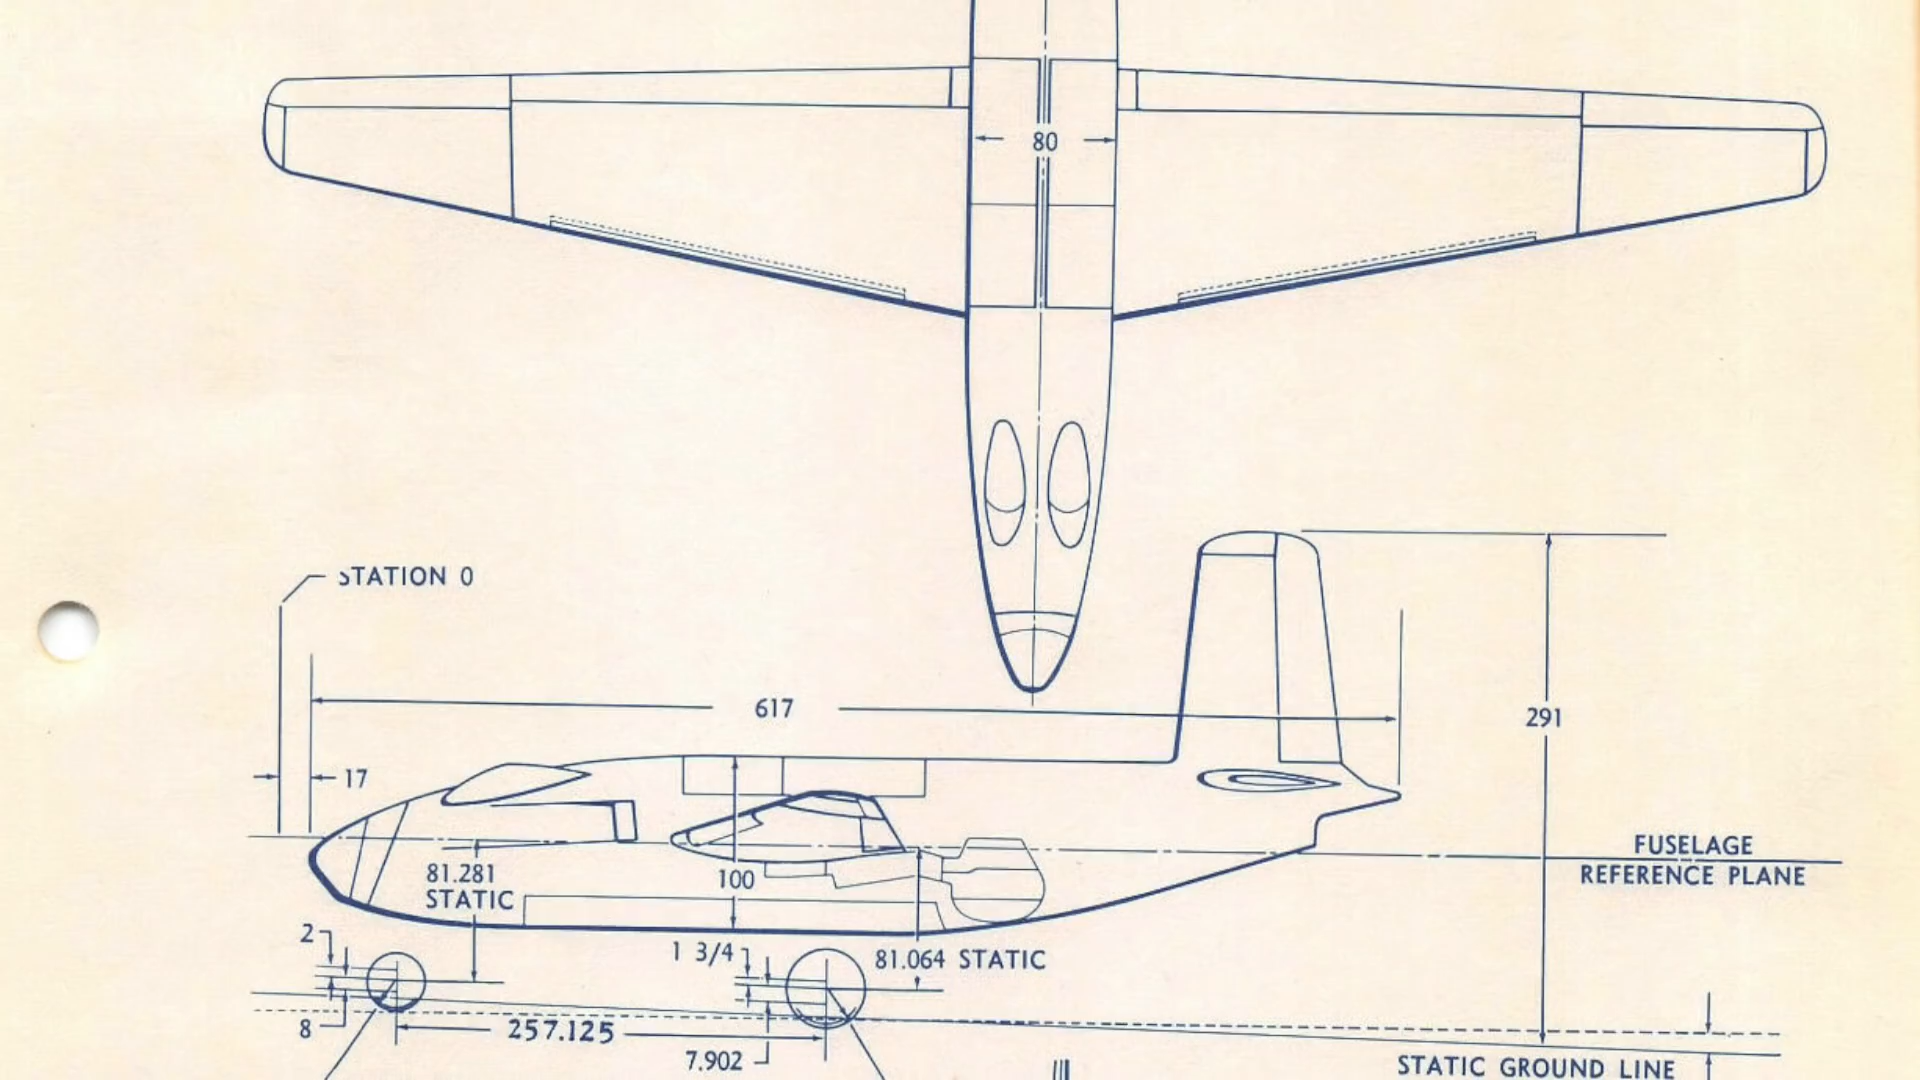 80
STATION 0
617
291
17
FUSELAGE
REFERENCE PLANE
81.281
STATIC
100
2
1 3/4
81.064 STATIC
8
257.125
7.902
STATIC GROUND LINE